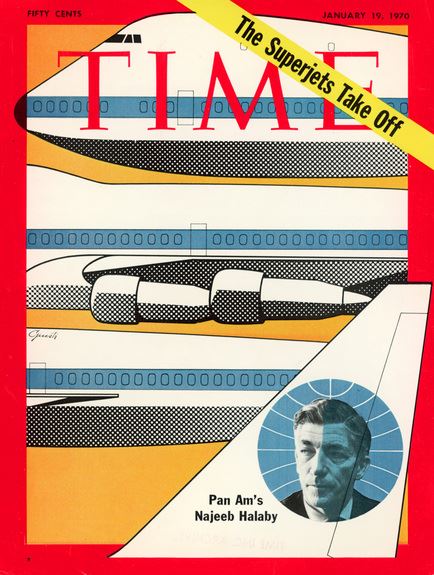 FIFTY CENTS
JANUARY 19, 1970
TIME
The Superjets Take Off
Pan Am's
Najeeb Halaby